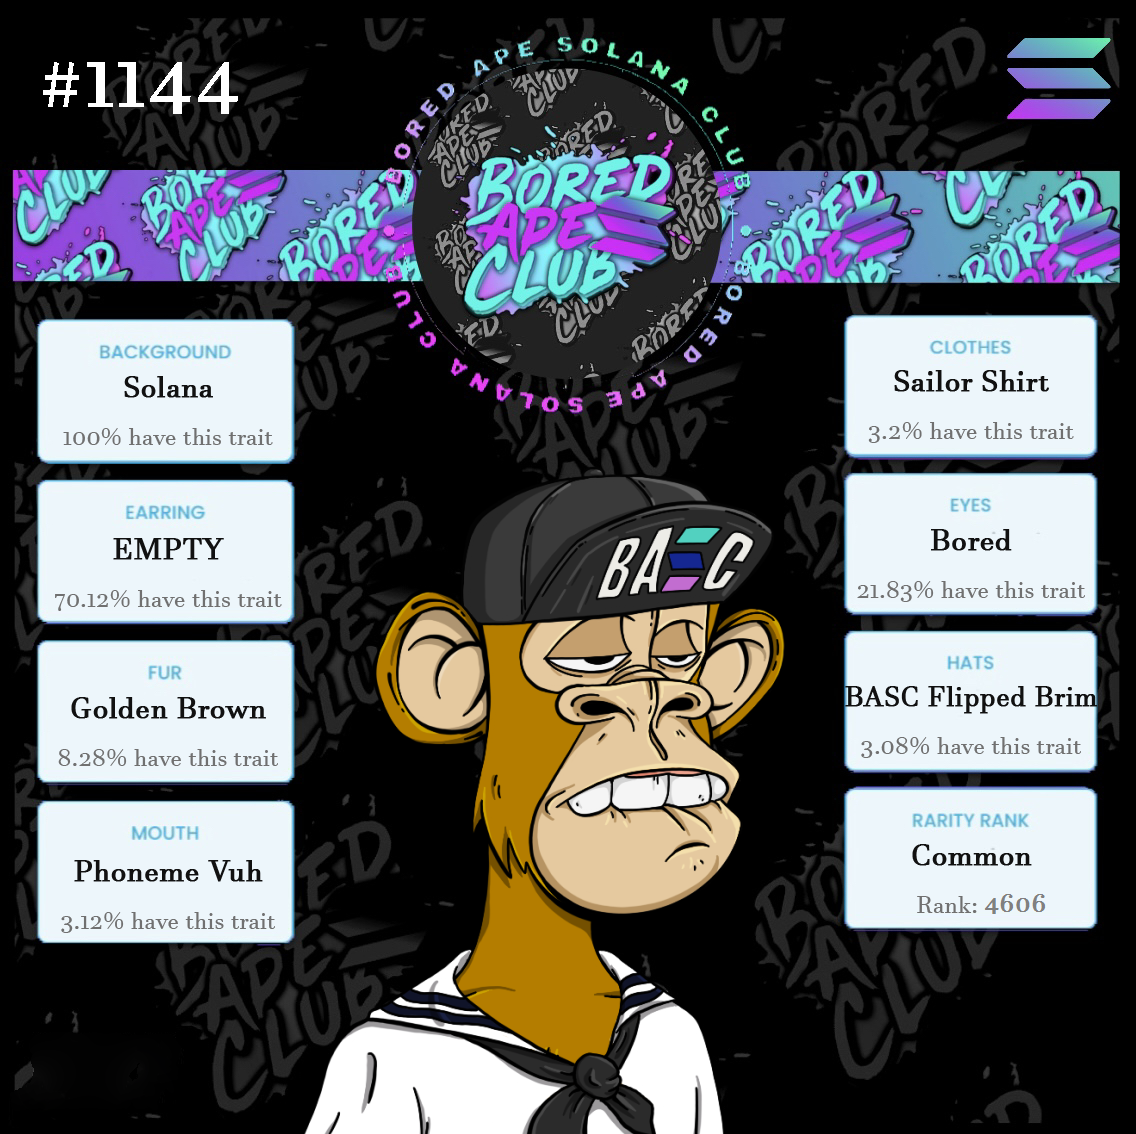 #1144
BORED APE SOLANA CLUB
BORED APE SOLANA CLUB
BORED
APE
CLUB
BACKGROUND
Solana
100% have this trait
EARRING
EMPTY
70.12% have this trait
FUR
Golden Brown
8.28% have this trait
MOUTH
Phoneme Vuh
3.12% have this trait
CLOTHES
Sailor Shirt
3.2% have this trait
EYES
Bored
21.83% have this trait
HATS
BASC Flipped Brim
3.08% have this trait
RARITY RANK
Common
Rank: 4606
BASC